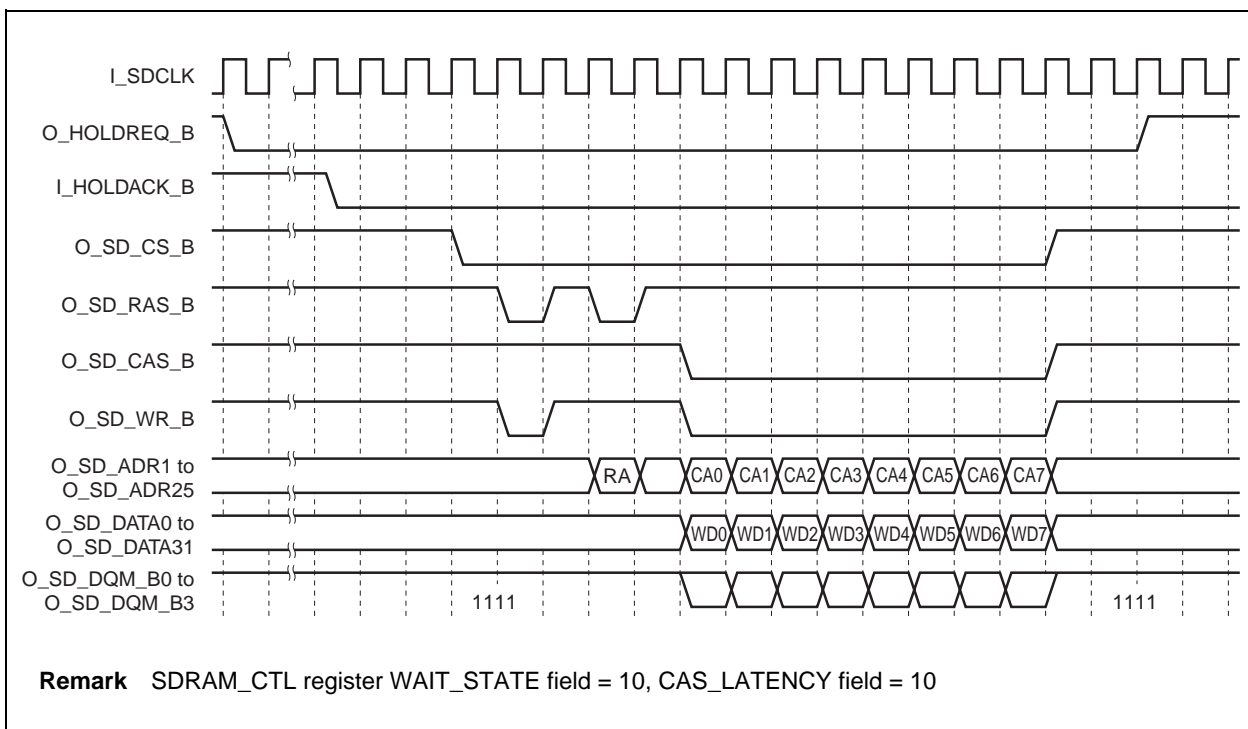 I_SDCLK
O_HOLDREQ_B
I_HOLDACK_B
O_SD_CS_B
O_SD_RAS_B
O_SD_CAS_B
O_SD_WR_B
O_SD_ADR1 to
O_SD_ADR25
RA CA0 CA1 CA2 CA3 CA4 CA5 CA6 CA7
O_SD_DATA0 to
O_SD_DATA31
WD0 WD1 WD2 WD3 WD4 WD5 WD6 WD7
O_SD_DQM_B0 to
O_SD_DQM_B3
1111 1111
Remark SDRAM_CTL register WAIT_STATE field = 10, CAS_LATENCY field = 10